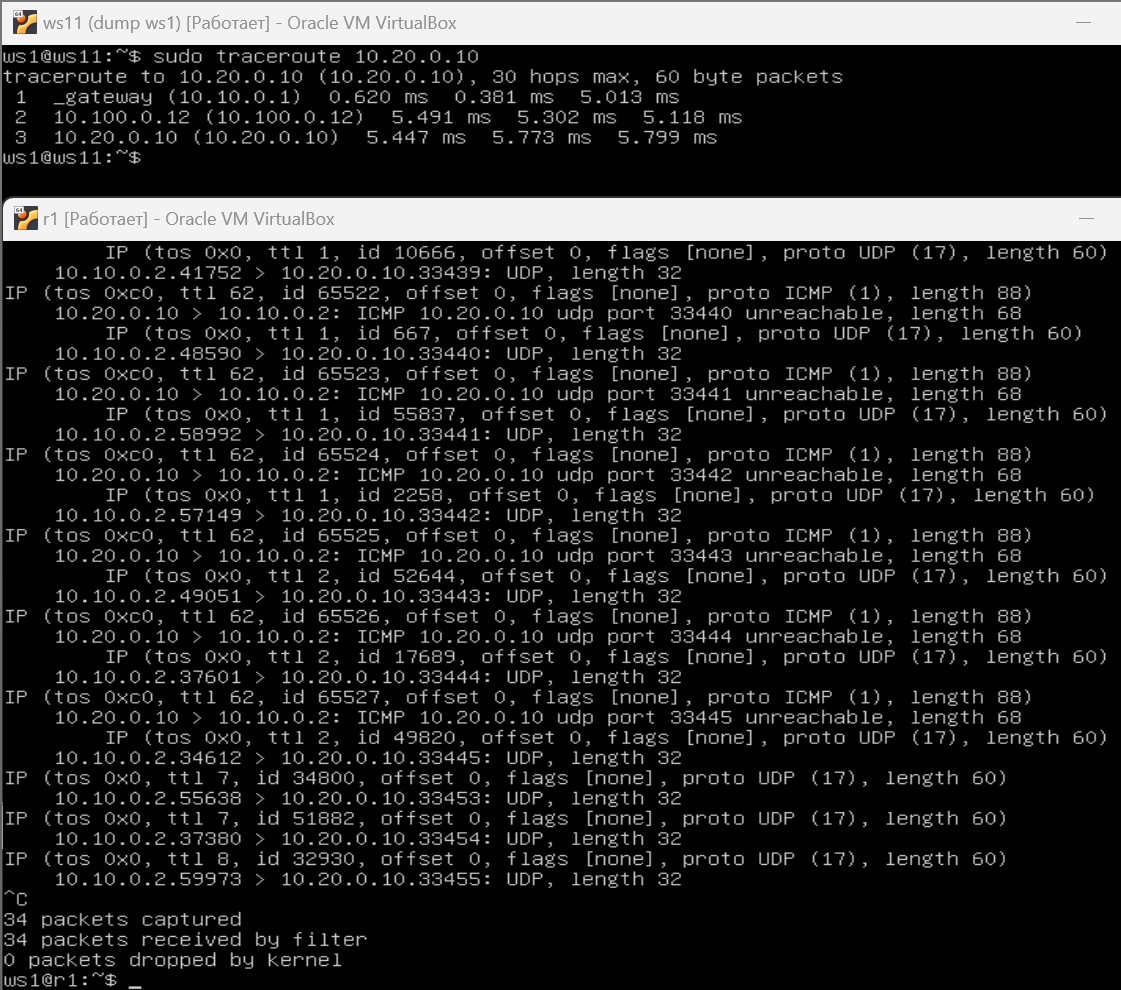 ws11 (dump ws1) [Работает] - Oracle VM VirtualBox
ws1@ws11:~$ sudo traceroute 10.20.0.10
traceroute to 10.20.0.10 (10.20.0.10), 30 hops max, 60 byte packets
 1  _gateway (10.10.0.1)  0.620 ms  0.381 ms  5.013 ms
 2  10.100.0.12 (10.100.0.12)  5.491 ms  5.302 ms  5.118 ms
 3  10.20.0.10 (10.20.0.10)  5.447 ms  5.773 ms  5.799 ms
ws1@ws11:~$
r1 [Работает] - Oracle VM VirtualBox
        IP (tos 0x0, ttl 1, id 10666, offset 0, flags [none], proto UDP (17), length 60)
    10.10.0.2.41752 > 10.20.0.10.33439: UDP, length 32
IP (tos 0xc0, ttl 62, id 65522, offset 0, flags [none], proto ICMP (1), length 88)
    10.20.0.10 > 10.10.0.2: ICMP 10.20.0.10 udp port 33440 unreachable, length 68
        IP (tos 0x0, ttl 1, id 667, offset 0, flags [none], proto UDP (17), length 60)
    10.10.0.2.48590 > 10.20.0.10.33440: UDP, length 32
IP (tos 0xc0, ttl 62, id 65523, offset 0, flags [none], proto ICMP (1), length 88)
    10.20.0.10 > 10.10.0.2: ICMP 10.20.0.10 udp port 33441 unreachable, length 68
        IP (tos 0x0, ttl 1, id 55837, offset 0, flags [none], proto UDP (17), length 60)
    10.10.0.2.58992 > 10.20.0.10.33441: UDP, length 32
IP (tos 0xc0, ttl 62, id 65524, offset 0, flags [none], proto ICMP (1), length 88)
    10.20.0.10 > 10.10.0.2: ICMP 10.20.0.10 udp port 33442 unreachable, length 68
        IP (tos 0x0, ttl 1, id 2258, offset 0, flags [none], proto UDP (17), length 60)
    10.10.0.2.57149 > 10.20.0.10.33442: UDP, length 32
IP (tos 0xc0, ttl 62, id 65525, offset 0, flags [none], proto ICMP (1), length 88)
    10.20.0.10 > 10.10.0.2: ICMP 10.20.0.10 udp port 33443 unreachable, length 68
        IP (tos 0x0, ttl 2, id 52644, offset 0, flags [none], proto UDP (17), length 60)
    10.10.0.2.49051 > 10.20.0.10.33443: UDP, length 32
IP (tos 0xc0, ttl 62, id 65526, offset 0, flags [none], proto ICMP (1), length 88)
    10.20.0.10 > 10.10.0.2: ICMP 10.20.0.10 udp port 33444 unreachable, length 68
        IP (tos 0x0, ttl 2, id 17689, offset 0, flags [none], proto UDP (17), length 60)
    10.10.0.2.37601 > 10.20.0.10.33444: UDP, length 32
IP (tos 0xc0, ttl 62, id 65527, offset 0, flags [none], proto ICMP (1), length 88)
    10.20.0.10 > 10.10.0.2: ICMP 10.20.0.10 udp port 33445 unreachable, length 68
        IP (tos 0x0, ttl 2, id 49820, offset 0, flags [none], proto UDP (17), length 60)
    10.10.0.2.34612 > 10.20.0.10.33445: UDP, length 32
IP (tos 0x0, ttl 7, id 34800, offset 0, flags [none], proto UDP (17), length 60)
    10.10.0.2.55638 > 10.20.0.10.33453: UDP, length 32
IP (tos 0x0, ttl 7, id 51882, offset 0, flags [none], proto UDP (17), length 60)
    10.10.0.2.37380 > 10.20.0.10.33454: UDP, length 32
IP (tos 0x0, ttl 8, id 32930, offset 0, flags [none], proto UDP (17), length 60)
    10.10.0.2.59973 > 10.20.0.10.33455: UDP, length 32
^C
34 packets captured
34 packets received by filter
0 packets dropped by kernel
ws1@r1:~$ _